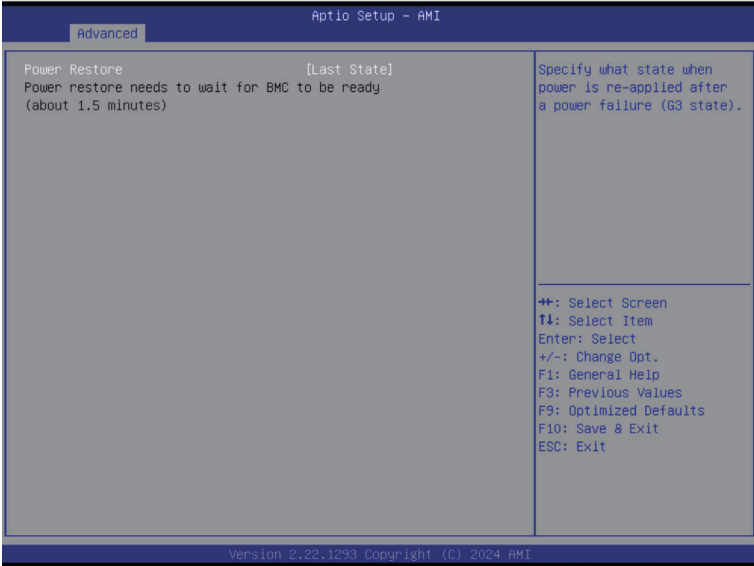 Aptio Setup – AMI
Advanced
Power Restore [Last State]
Power restore needs to wait for BMC to be ready
(about 1.5 minutes)
Specify what state when
power is re-applied after
a power failure (G3 state).
→←: Select Screen
↑↓: Select Item
Enter: Select
+/-: Change Opt.
F1: General Help
F3: Previous Values
F9: Optimized Defaults
F10: Save & Exit
ESC: Exit
Version 2.22.1293 Copyright (C) 2024 AMI